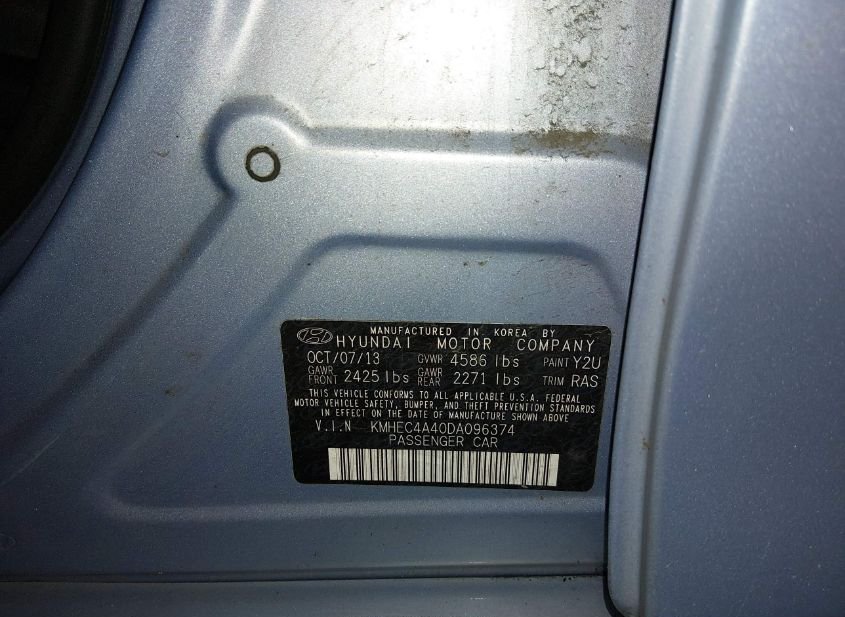 MANUFACTURED IN KOREA BY
HYUNDAI MOTOR COMPANY
OCT/07/13 GVWR 4586 lbs PAINT Y2U
GAWR FRONT 2425 lbs GAWR REAR 2271 lbs TRIM RAS
THIS VEHICLE CONFORMS TO ALL APPLICABLE U.S.A. FEDERAL
MOTOR VEHICLE SAFETY, BUMPER, AND THEFT PREVENTION STANDARDS
IN EFFECT ON THE DATE OF MANUFACTURE SHOWN ABOVE
V.I.N KMHEC4A40DA096374
PASSENGER CAR